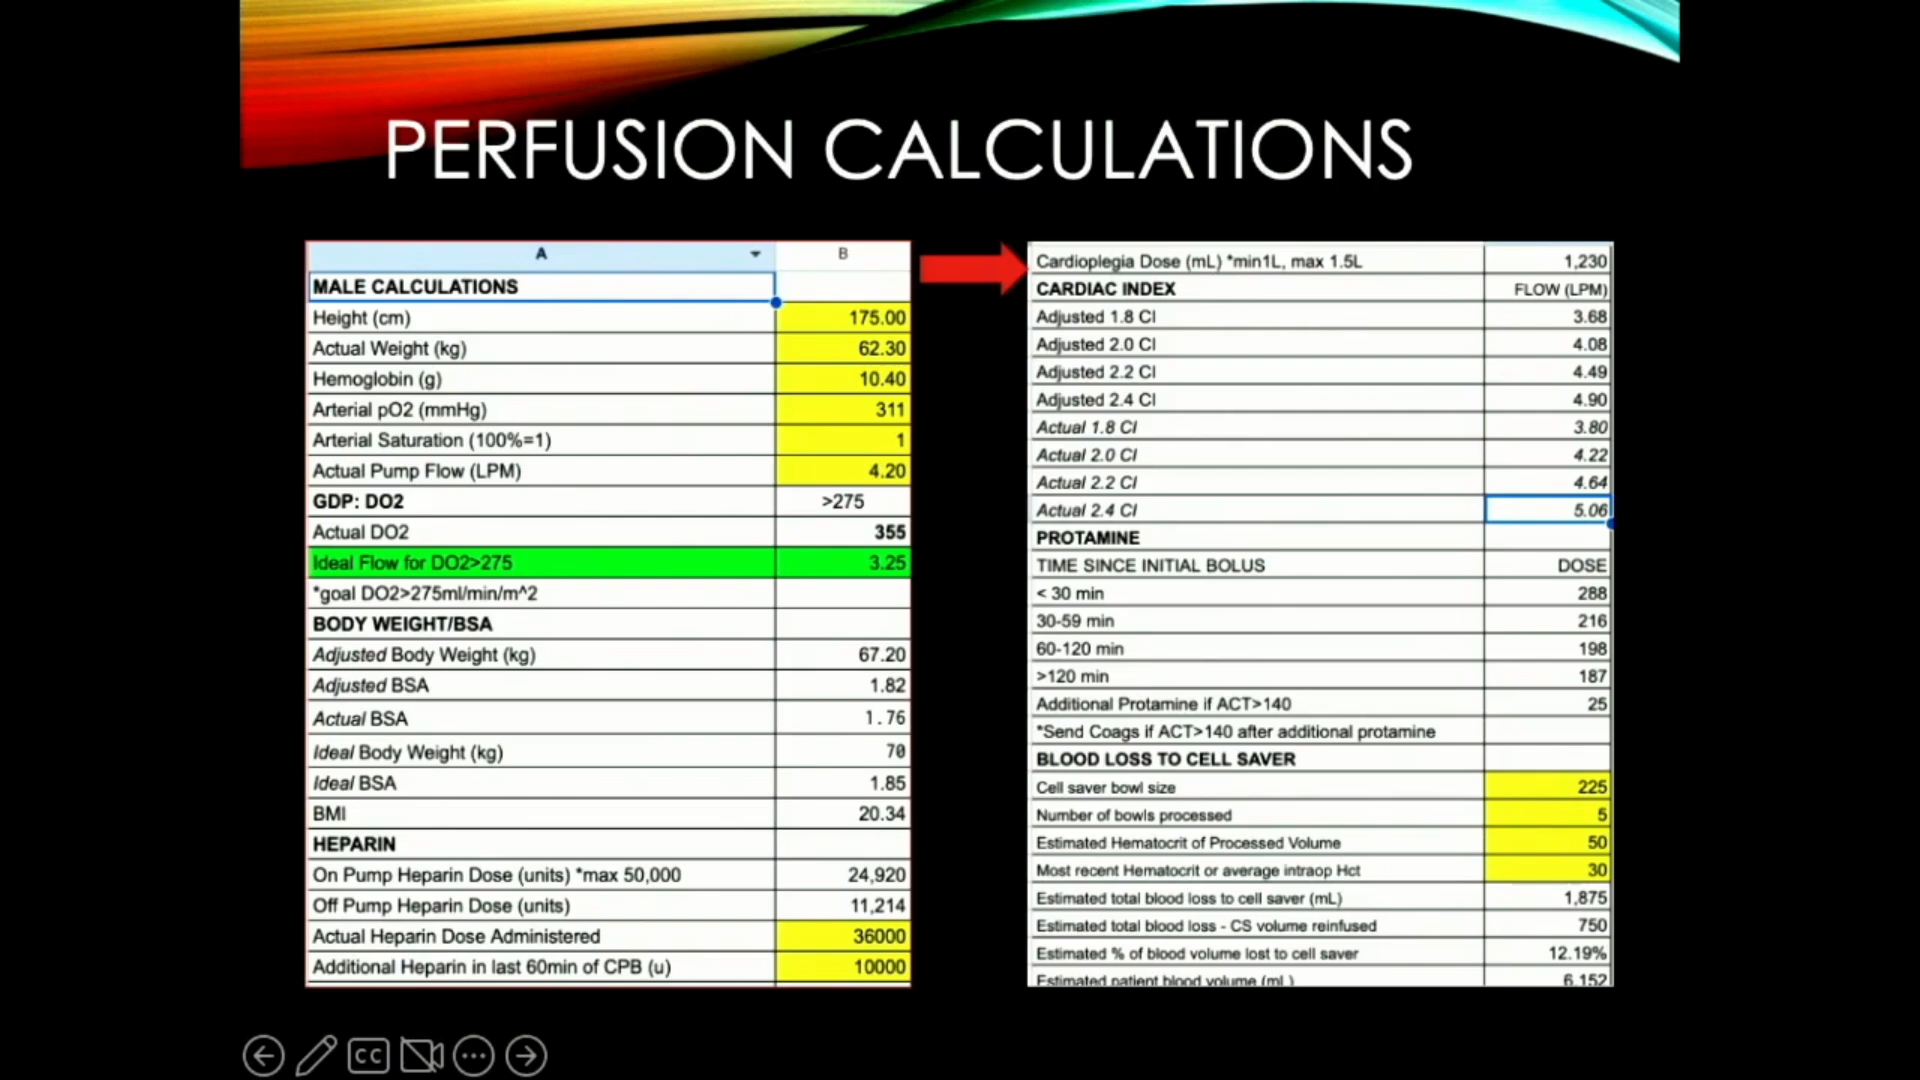 PERFUSION CALCULATIONS
A B
MALE CALCULATIONS
Height (cm) 175.00
Actual Weight (kg) 62.30
Hemoglobin (g) 10.40
Arterial pO2 (mmHg) 311
Arterial Saturation (100%=1) 1
Actual Pump Flow (LPM) 4.20
GDP: DO2 >275
Actual DO2 355
Ideal Flow for DO2>275 3.25
*goal DO2>275ml/min/m^2
BODY WEIGHT/BSA
Adjusted Body Weight (kg) 67.20
Adjusted BSA 1.82
Actual BSA 1.76
Ideal Body Weight (kg) 70
Ideal BSA 1.85
BMI 20.34
HEPARIN
On Pump Heparin Dose (units) *max 50,000 24,920
Off Pump Heparin Dose (units) 11,214
Actual Heparin Dose Administered 36000
Additional Heparin in last 60min of CPB (u) 10000
Cardioplegia Dose (mL) *min1L, max 1.5L 1,230
CARDIAC INDEX FLOW (LPM)
Adjusted 1.8 CI 3.68
Adjusted 2.0 CI 4.08
Adjusted 2.2 CI 4.49
Adjusted 2.4 CI 4.90
Actual 1.8 CI 3.80
Actual 2.0 CI 4.22
Actual 2.2 CI 4.64
Actual 2.4 CI 5.06
PROTAMINE
TIME SINCE INITIAL BOLUS DOSE
< 30 min 288
30-59 min 216
60-120 min 198
>120 min 187
Additional Protamine if ACT>140 25
*Send Coags if ACT>140 after additional protamine
BLOOD LOSS TO CELL SAVER
Cell saver bowl size 225
Number of bowls processed 5
Estimated Hematocrit of Processed Volume 50
Most recent Hematocrit or average intraop Hct 30
Estimated total blood loss to cell saver (mL) 1,875
Estimated total blood loss - CS volume reinfused 750
Estimated % of blood volume lost to cell saver 12.19%
Estimated patient blood volume (mL) 6,152
CC